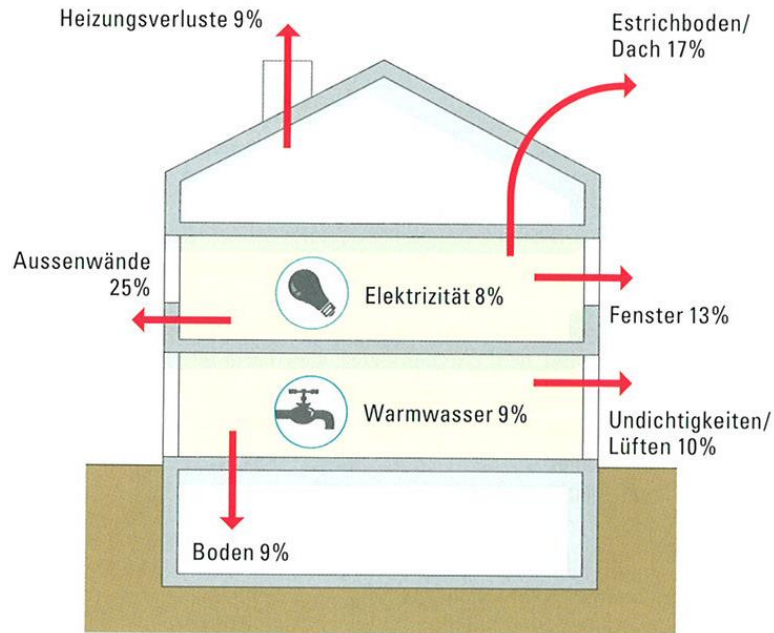 Heizungsverluste 9%
Estrichboden/
Dach 17%
Aussenwände
25%
Elektrizität 8%
Fenster 13%
Warmwasser 9%
Undichtigkeiten/
Lüften 10%
Boden 9%